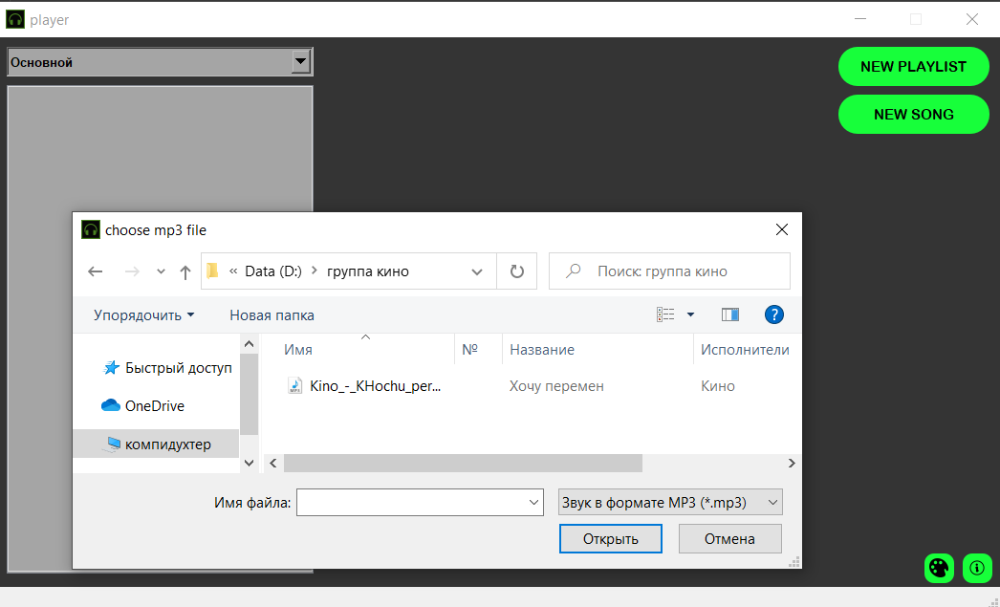 player
Основной
NEW PLAYLIST
NEW SONG
choose mp3 file
« Data (D:) > группа кино
Поиск: группа кино
Упорядочить
Новая папка
?
Имя
№
Название
Исполнители
Быстрый доступ
Kino_-_KHochu_per...
Хочу перемен
Кино
OneDrive
компидухтер
Имя файла:
Звук в формате MP3 (*.mp3)
Открыть
Отмена